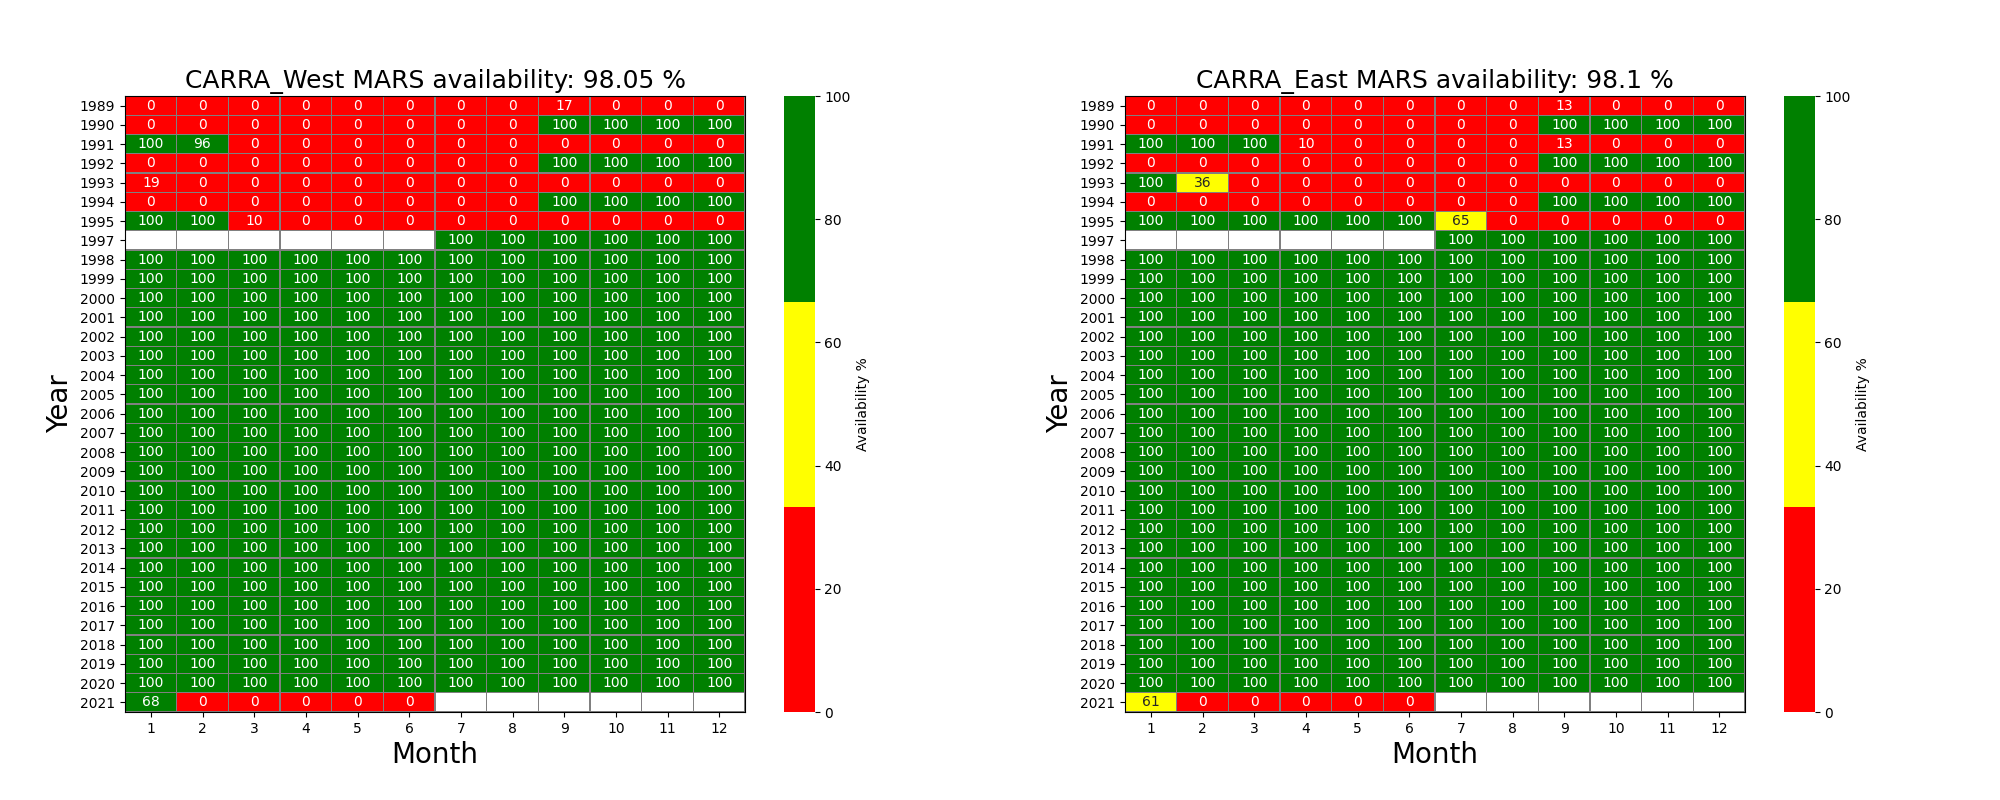 CARRA_West MARS availability: 98.05 %
1989 0 0 0 0 0 0 0 0 17 0 0 0
1990 0 0 0 0 0 0 0 0 100 100 100 100
1991 100 96 0 0 0 0 0 0 0 0 0 0
1992 0 0 0 0 0 0 0 0 100 100 100 100
1993 19 0 0 0 0 0 0 0 0 0 0 0
1994 0 0 0 0 0 0 0 0 100 100 100 100
1995 100 100 10 0 0 0 0 0 0 0 0 0
1997 100 100 100 100 100 100
1998 100 100 100 100 100 100 100 100 100 100 100 100
1999 100 100 100 100 100 100 100 100 100 100 100 100
2000 100 100 100 100 100 100 100 100 100 100 100 100
2001 100 100 100 100 100 100 100 100 100 100 100 100
2002 100 100 100 100 100 100 100 100 100 100 100 100
2003 100 100 100 100 100 100 100 100 100 100 100 100
2004 100 100 100 100 100 100 100 100 100 100 100 100
2005 100 100 100 100 100 100 100 100 100 100 100 100
2006 100 100 100 100 100 100 100 100 100 100 100 100
2007 100 100 100 100 100 100 100 100 100 100 100 100
2008 100 100 100 100 100 100 100 100 100 100 100 100
2009 100 100 100 100 100 100 100 100 100 100 100 100
2010 100 100 100 100 100 100 100 100 100 100 100 100
2011 100 100 100 100 100 100 100 100 100 100 100 100
2012 100 100 100 100 100 100 100 100 100 100 100 100
2013 100 100 100 100 100 100 100 100 100 100 100 100
2014 100 100 100 100 100 100 100 100 100 100 100 100
2015 100 100 100 100 100 100 100 100 100 100 100 100
2016 100 100 100 100 100 100 100 100 100 100 100 100
2017 100 100 100 100 100 100 100 100 100 100 100 100
2018 100 100 100 100 100 100 100 100 100 100 100 100
2019 100 100 100 100 100 100 100 100 100 100 100 100
2020 100 100 100 100 100 100 100 100 100 100 100 100
2021 68 0 0 0 0 0
1 2 3 4 5 6 7 8 9 10 11 12
Month
Year
100
80
60
40
20
0
Availability %
CARRA_East MARS availability: 98.1 %
1989 0 0 0 0 0 0 0 0 13 0 0 0
1990 0 0 0 0 0 0 0 0 100 100 100 100
1991 100 100 100 10 0 0 0 0 13 0 0 0
1992 0 0 0 0 0 0 0 0 100 100 100 100
1993 100 36 0 0 0 0 0 0 0 0 0 0
1994 0 0 0 0 0 0 0 0 100 100 100 100
1995 100 100 100 100 100 100 65 0 0 0 0 0
1997 100 100 100 100 100 100
1998 100 100 100 100 100 100 100 100 100 100 100 100
1999 100 100 100 100 100 100 100 100 100 100 100 100
2000 100 100 100 100 100 100 100 100 100 100 100 100
2001 100 100 100 100 100 100 100 100 100 100 100 100
2002 100 100 100 100 100 100 100 100 100 100 100 100
2003 100 100 100 100 100 100 100 100 100 100 100 100
2004 100 100 100 100 100 100 100 100 100 100 100 100
2005 100 100 100 100 100 100 100 100 100 100 100 100
2006 100 100 100 100 100 100 100 100 100 100 100 100
2007 100 100 100 100 100 100 100 100 100 100 100 100
2008 100 100 100 100 100 100 100 100 100 100 100 100
2009 100 100 100 100 100 100 100 100 100 100 100 100
2010 100 100 100 100 100 100 100 100 100 100 100 100
2011 100 100 100 100 100 100 100 100 100 100 100 100
2012 100 100 100 100 100 100 100 100 100 100 100 100
2013 100 100 100 100 100 100 100 100 100 100 100 100
2014 100 100 100 100 100 100 100 100 100 100 100 100
2015 100 100 100 100 100 100 100 100 100 100 100 100
2016 100 100 100 100 100 100 100 100 100 100 100 100
2017 100 100 100 100 100 100 100 100 100 100 100 100
2018 100 100 100 100 100 100 100 100 100 100 100 100
2019 100 100 100 100 100 100 100 100 100 100 100 100
2020 100 100 100 100 100 100 100 100 100 100 100 100
2021 61 0 0 0 0 0
1 2 3 4 5 6 7 8 9 10 11 12
Month
Year
100
80
60
40
20
0
Availability %